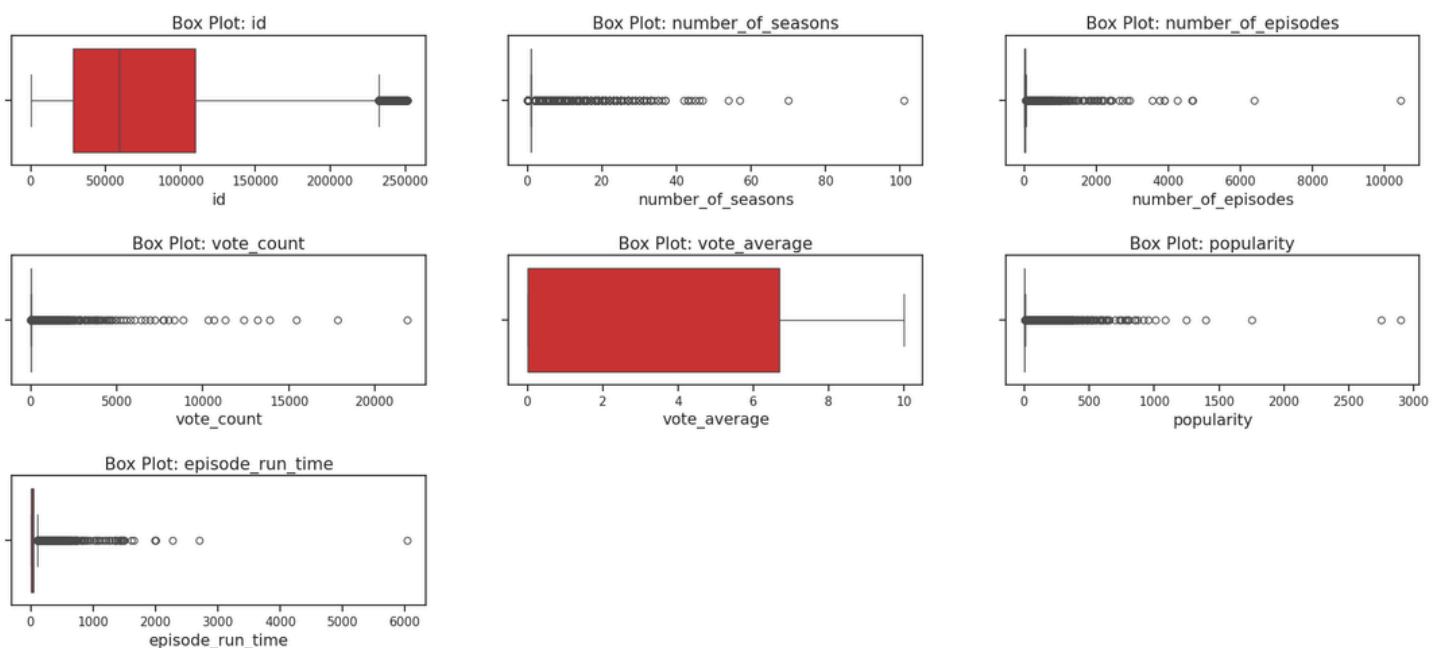 Box Plot: id
Box Plot: number_of_seasons
Box Plot: number_of_episodes
0 50000 100000 150000 200000 250000
0 20 40 60 80 100
0 2000 4000 6000 8000 10000
id
number_of_seasons
number_of_episodes
Box Plot: vote_count
Box Plot: vote_average
Box Plot: popularity
0 5000 10000 15000 20000
0 2 4 6 8 10
0 500 1000 1500 2000 2500 3000
vote_count
vote_average
popularity
Box Plot: episode_run_time
0 1000 2000 3000 4000 5000 6000
episode_run_time